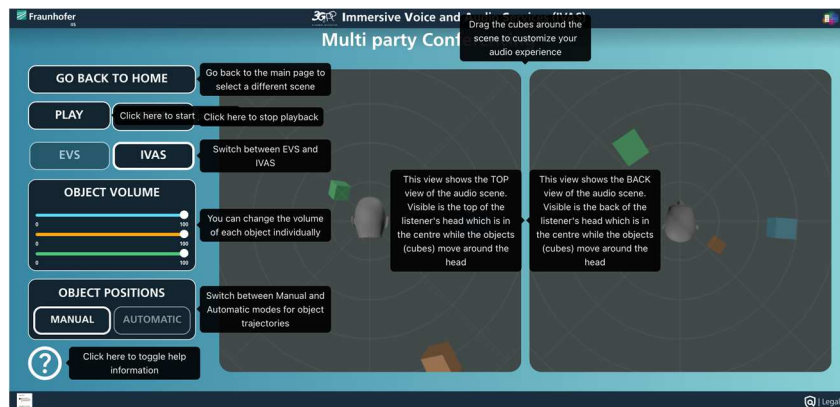 Fraunhofer
IIS
3GPP Immersive Voice and Audio Services (IVAS)
Multi party Conf
Drag the cubes around the
scene to customize your
audio experience
GO BACK TO HOME
Go back to the main page to
select a different scene
PLAY
Click here to start
Click here to stop playback
EVS
IVAS
Switch between EVS and
IVAS
OBJECT VOLUME
0 100
0 100
0 100
You can change the volume
of each object individually
This view shows the TOP
view of the audio scene.
Visible is the top of the
listener's head which is in
the centre while the objects
(cubes) move around the
head
This view shows the BACK
view of the audio scene.
Visible is the back of the
listener's head which is in
the centre while the objects
(cubes) move around the
head
OBJECT POSITIONS
MANUAL
AUTOMATIC
Switch between Manual and
Automatic modes for object
trajectories
?
Click here to toggle help
information
| Legal